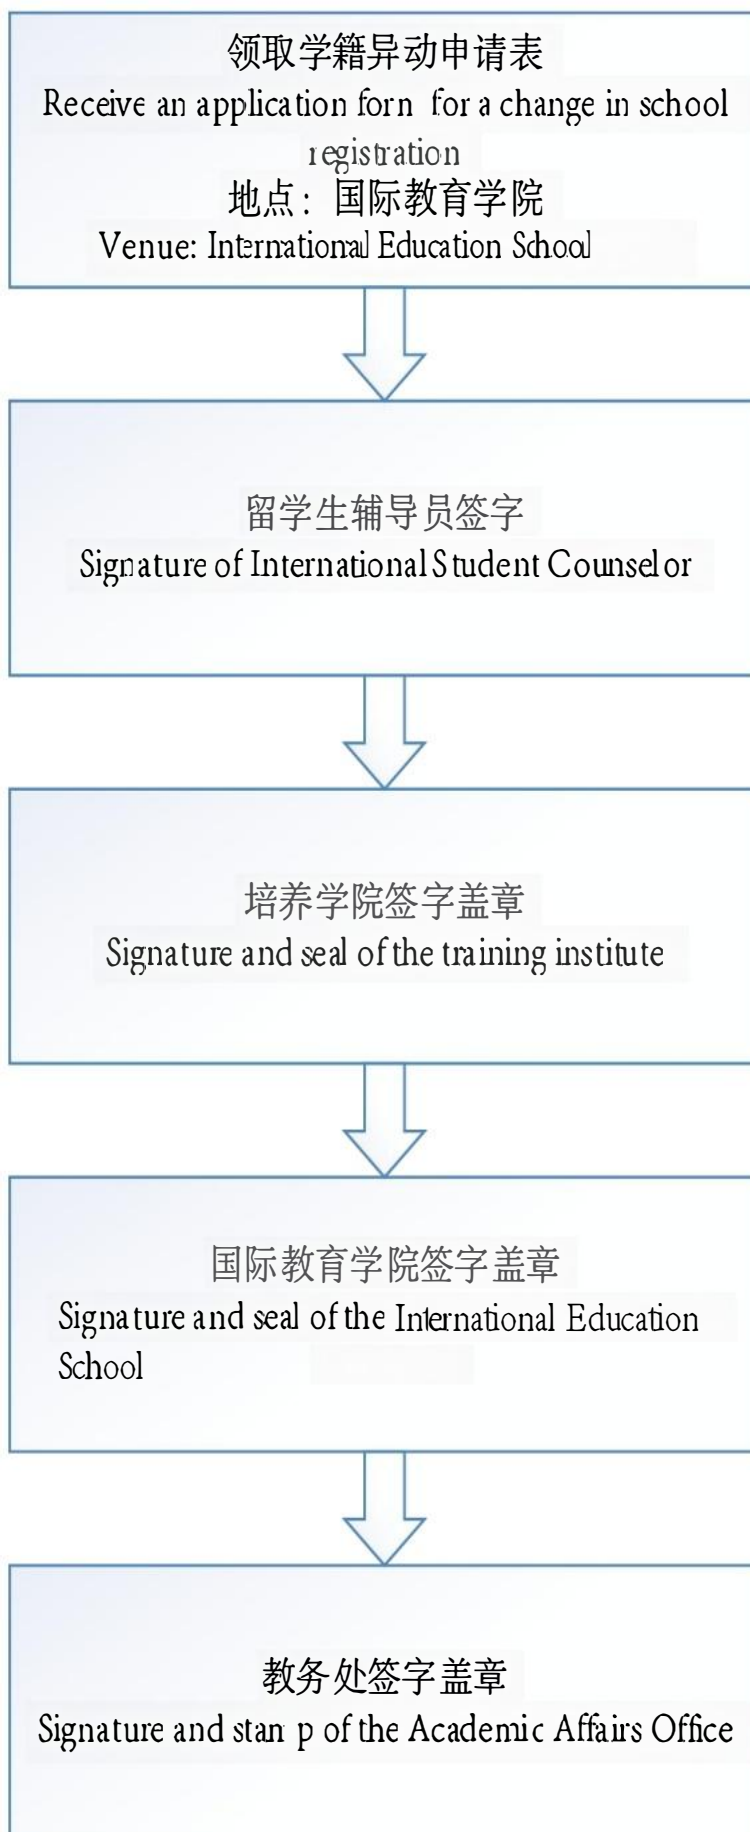 领取学籍异动申请表
Receive an application forn for a change in school
registration
地点：国际教育学院
Venue: International Education School
留学生辅导员签字
Signature of International Student Counselor
培养学院签字盖章
Signature and seal of the training institute
国际教育学院签字盖章
Signature and seal of the International Education
School
教务处签字盖章
Signature and stan p of the Academic Affairs Office